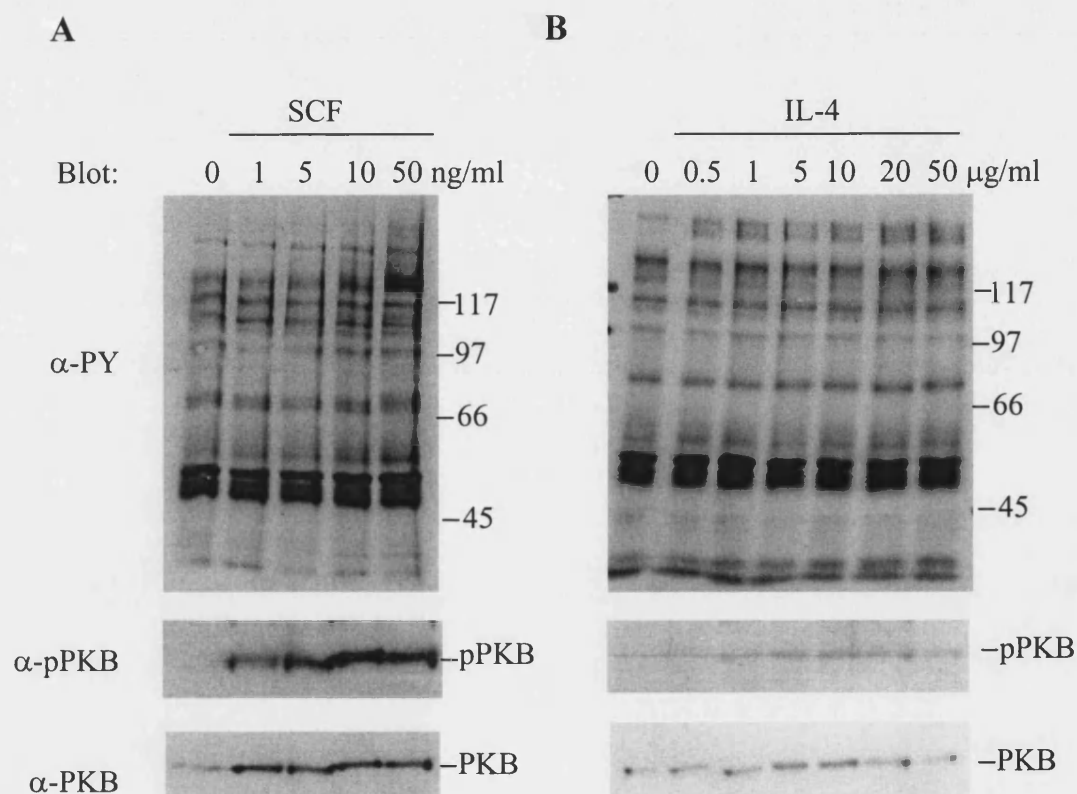 A
B
SCF
IL-4
Blot: 0 1 5 10 50 ng/ml
0 0.5 1 5 10 20 50 μg/ml
α-PY
–117
–97
–66
–45
–117
–97
–66
–45
α-pPKB
–pPKB
–pPKB
α-PKB
–PKB
–PKB